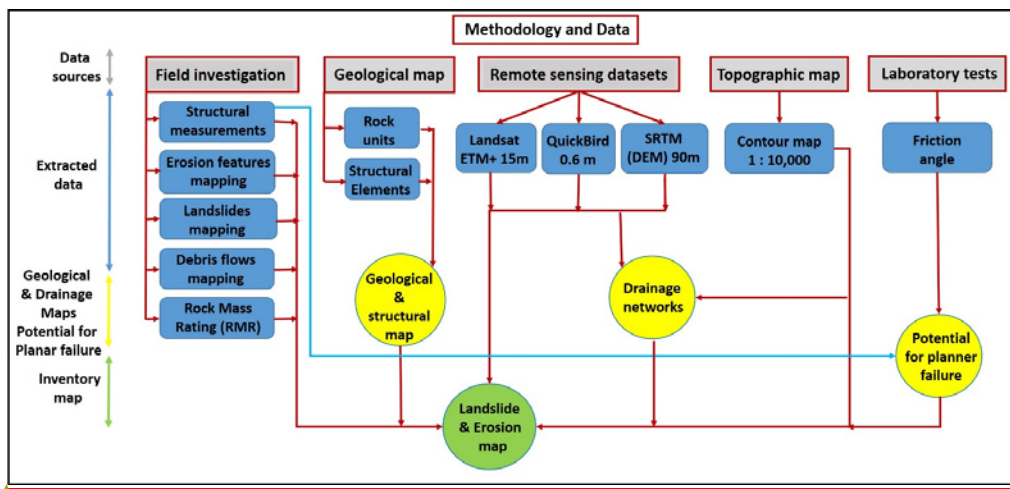 Methodology and Data
Data
sources
Field investigation
Geological map
Remote sensing datasets
Topographic map
Laboratory tests
Extracted
data
Structural
measurements
Erosion features
mapping
Landslides
mapping
Debris flows
mapping
Rock Mass
Rating (RMR)
Rock
units
Structural
Elements
Landsat
ETM+ 15m
QuickBird
0.6 m
SRTM
(DEM) 90m
Contour map
1 : 10,000
Friction
angle
Geological
& Drainage
Maps
Potential for
Planar failure
Geological
&
structural
map
Drainage
networks
Potential
for planner
failure
Inventory
map
Landslide
& Erosion
map